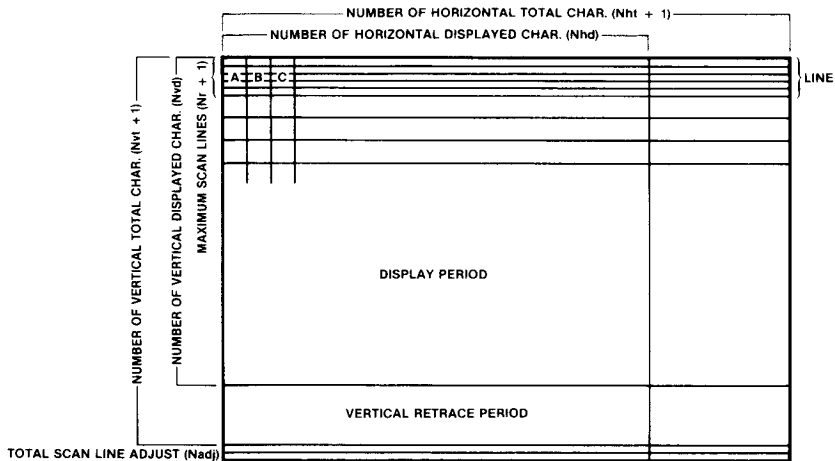 NUMBER OF HORIZONTAL TOTAL CHAR. (Nht + 1)
NUMBER OF HORIZONTAL DISPLAYED CHAR. (Nhd)
NUMBER OF VERTICAL TOTAL CHAR. (Nvt + 1)
NUMBER OF VERTICAL DISPLAYED CHAR. (Nvd)
MAXIMUM SCAN LINES (Nr + 1)
A B C
LINE
DISPLAY PERIOD
VERTICAL RETRACE PERIOD
TOTAL SCAN LINE ADJUST (Nadj)